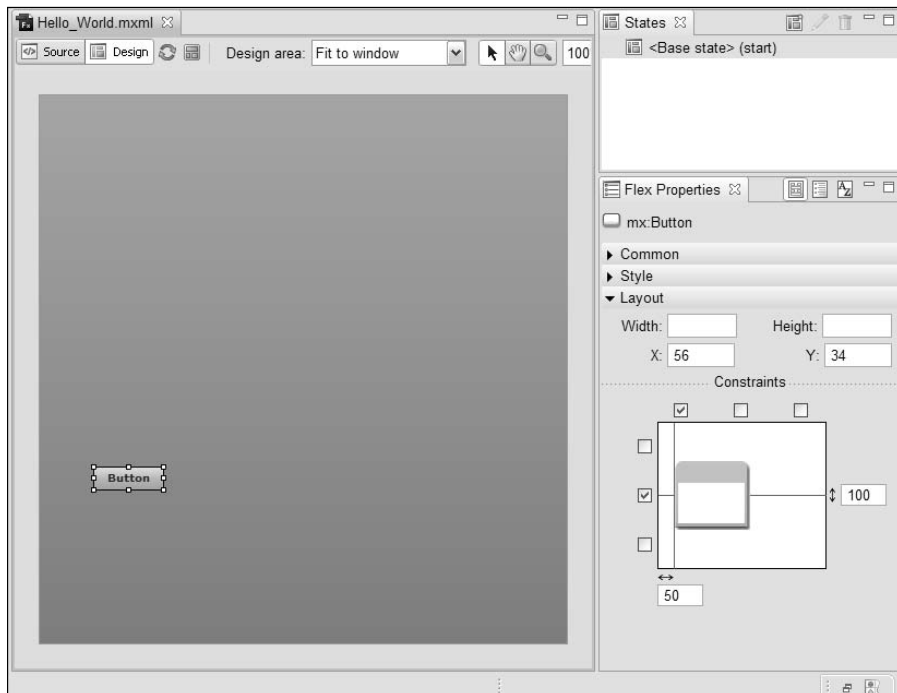 Hello_World.mxml
Source Design Design area: Fit to window 100
Button
States
<Base state> (start)
Flex Properties
mx:Button
Common
Style
Layout
Width: Height:
X: 56 Y: 34
Constraints
100
50